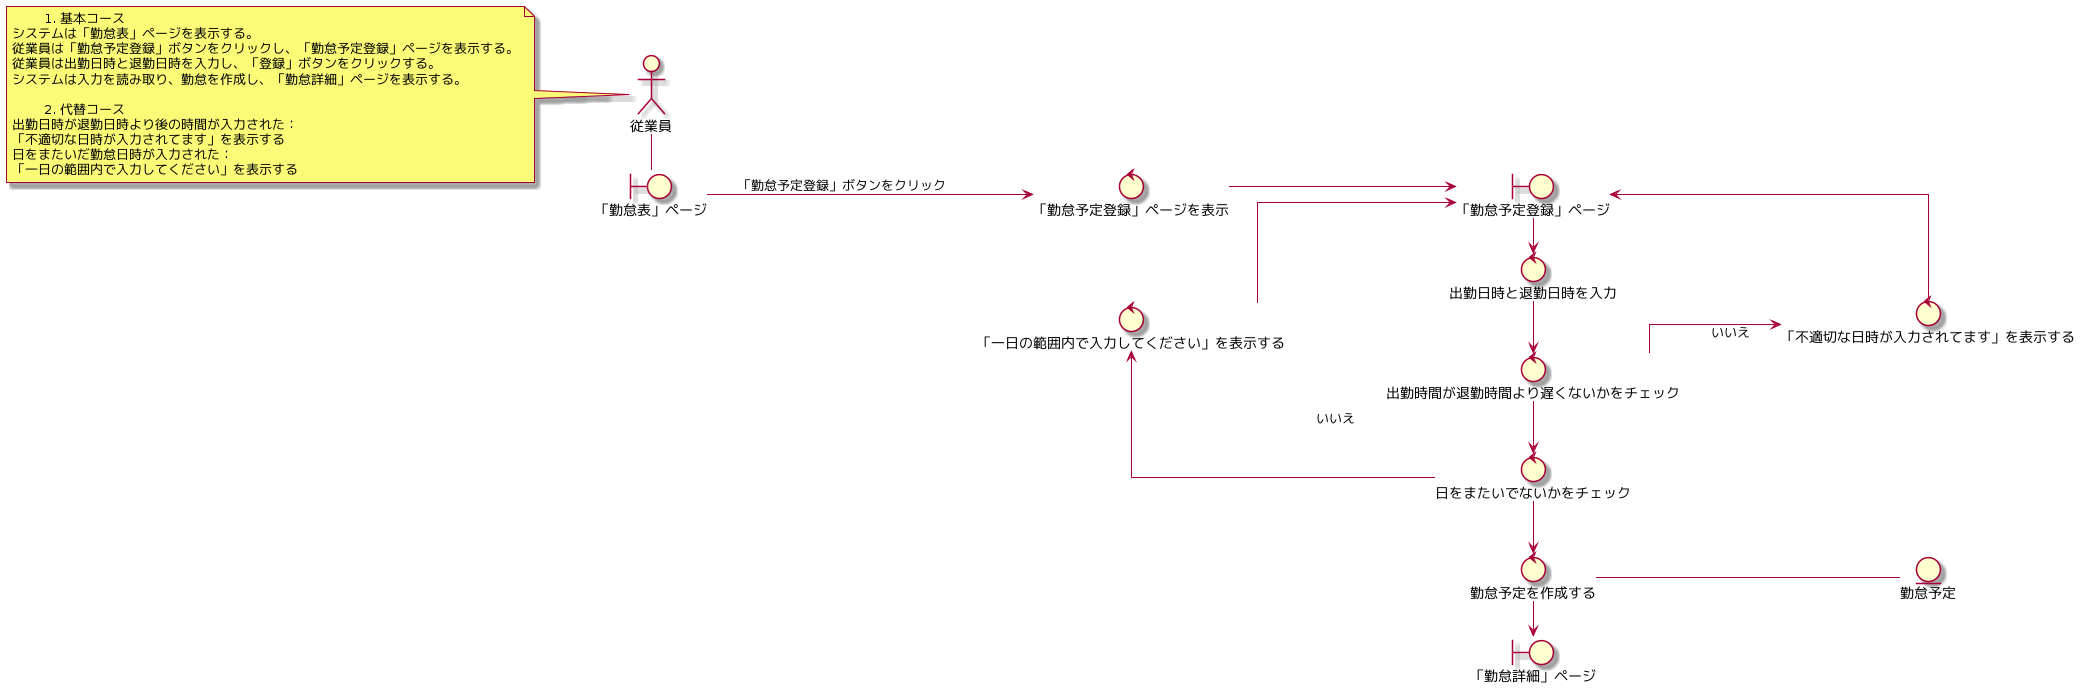 1. 基本コース
システムは「勤怠表」ページを表示する。
従業員は「勤怠予定登録」ボタンをクリックし、「勤怠予定登録」ページを表示する。
従業員は出勤日時と退勤日時を入力し、「登録」ボタンをクリックする。
システムは入力を読み取り、勤怠を作成し、「勤怠詳細」ページを表示する。
2. 代替コース
出勤日時が退勤日時より後の時間が入力された：
「不適切な日時が入力されてます」を表示する
日をまたいだ勤怠日時が入力された：
「一日の範囲内で入力してください」を表示する
従業員
「勤怠予定登録」ボタンをクリック
「勤怠表」ページ
「勤怠予定登録」ページを表示
「勤怠予定登録」ページ
出勤日時と退勤日時を入力
いいえ
「不適切な日時が入力されてます」を表示する
「一日の範囲内で入力してください」を表示する
出勤時間が退勤時間より遅くないかをチェック
いいえ
日をまたいでないかをチェック
勤怠予定を作成する
勤怠予定
「勤怠詳細」ページ